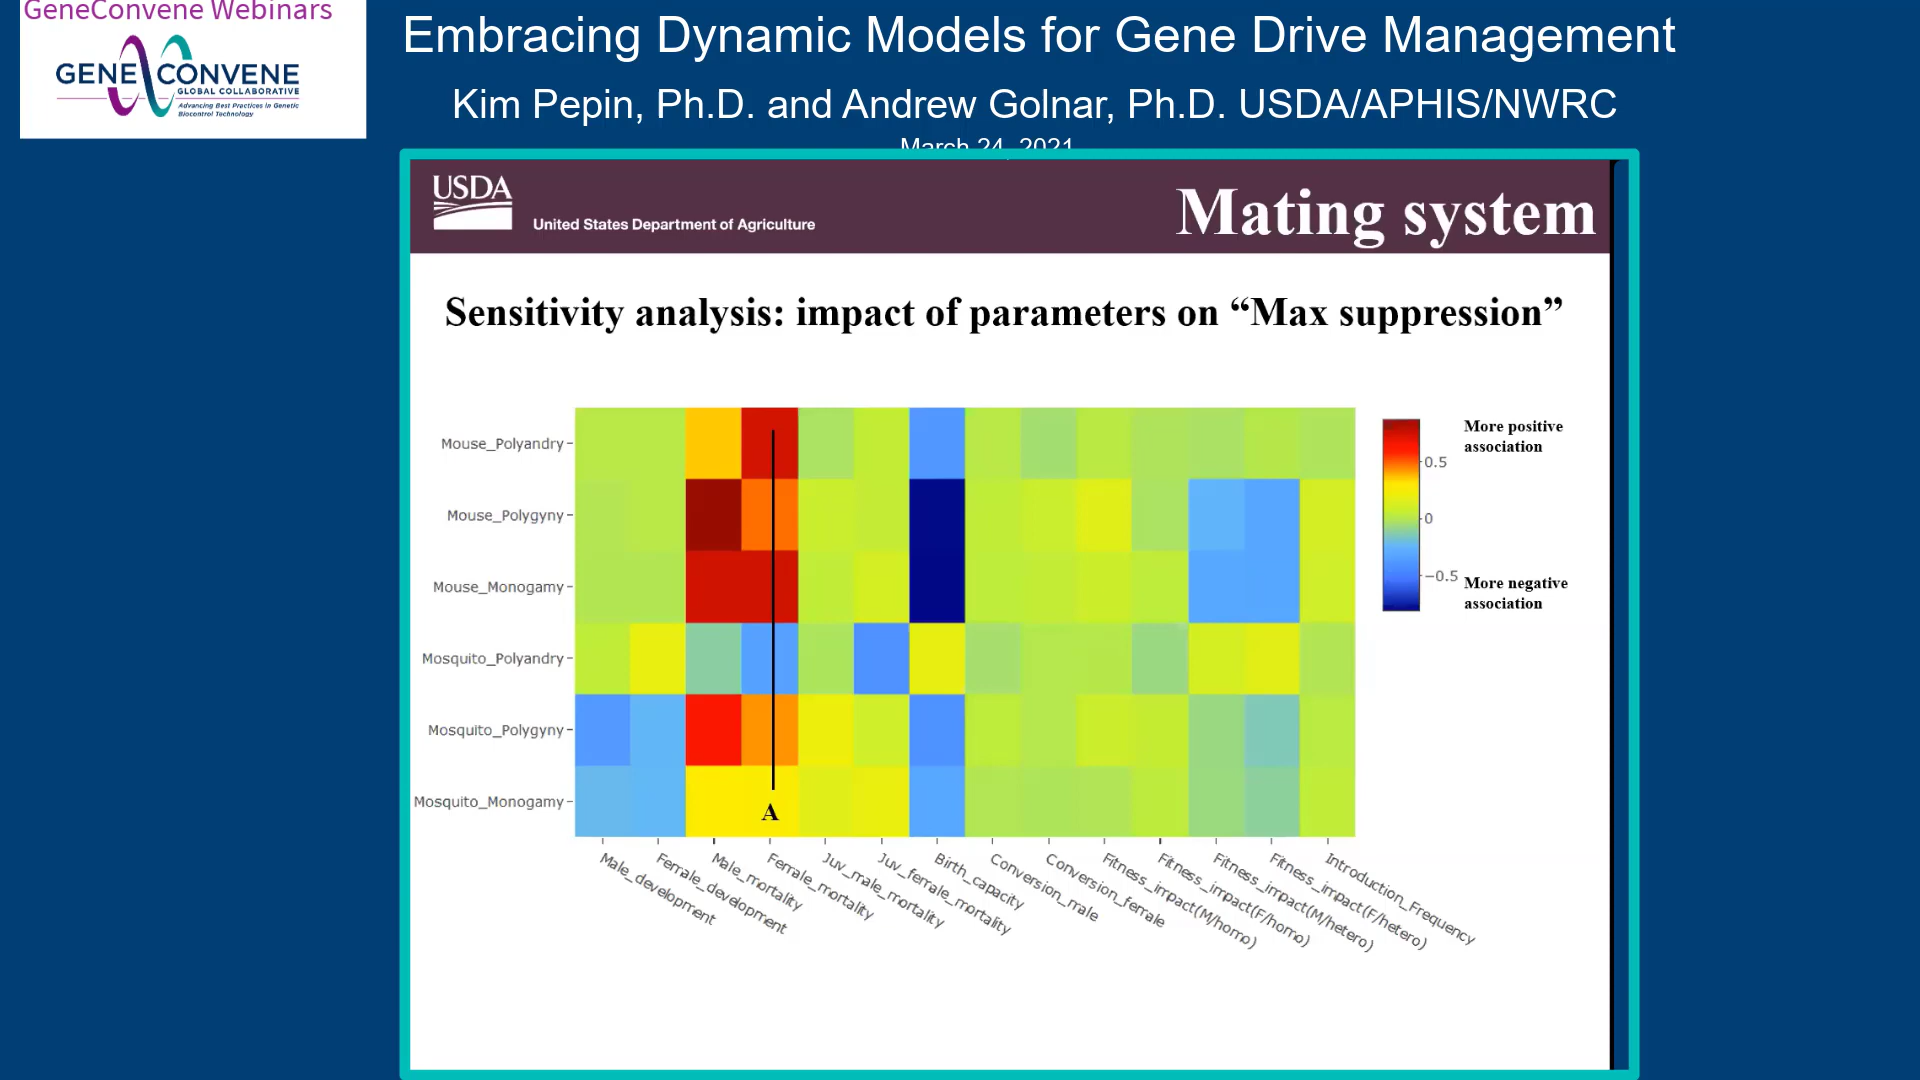 GeneConvene Webinars
GENE CONVENE
GLOBAL COLLABORATIVE
Advancing Best Practices in Genetic
Biocontrol Technology
Embracing Dynamic Models for Gene Drive Management
Kim Pepin, Ph.D. and Andrew Golnar, Ph.D. USDA/APHIS/NWRC
March 24, 2021
USDA
United States Department of Agriculture
Mating system
Sensitivity analysis: impact of parameters on “Max suppression”
Mouse_Polyandry
Mouse_Polygyny
Mouse_Monogamy
Mosquito_Polyandry
Mosquito_Polygyny
Mosquito_Monogamy
A
More positive
association
0.5
0
−0.5
More negative
association
Male_development
Female_development
Male_mortality
Female_mortality
Juv_male_mortality
Juv_female_mortality
Birth_capacity
Conversion_male
Conversion_female
Fitness_impact(M/homo)
Fitness_impact(F/homo)
Fitness_impact(M/hetero)
Fitness_impact(F/hetero)
Introduction_Frequency